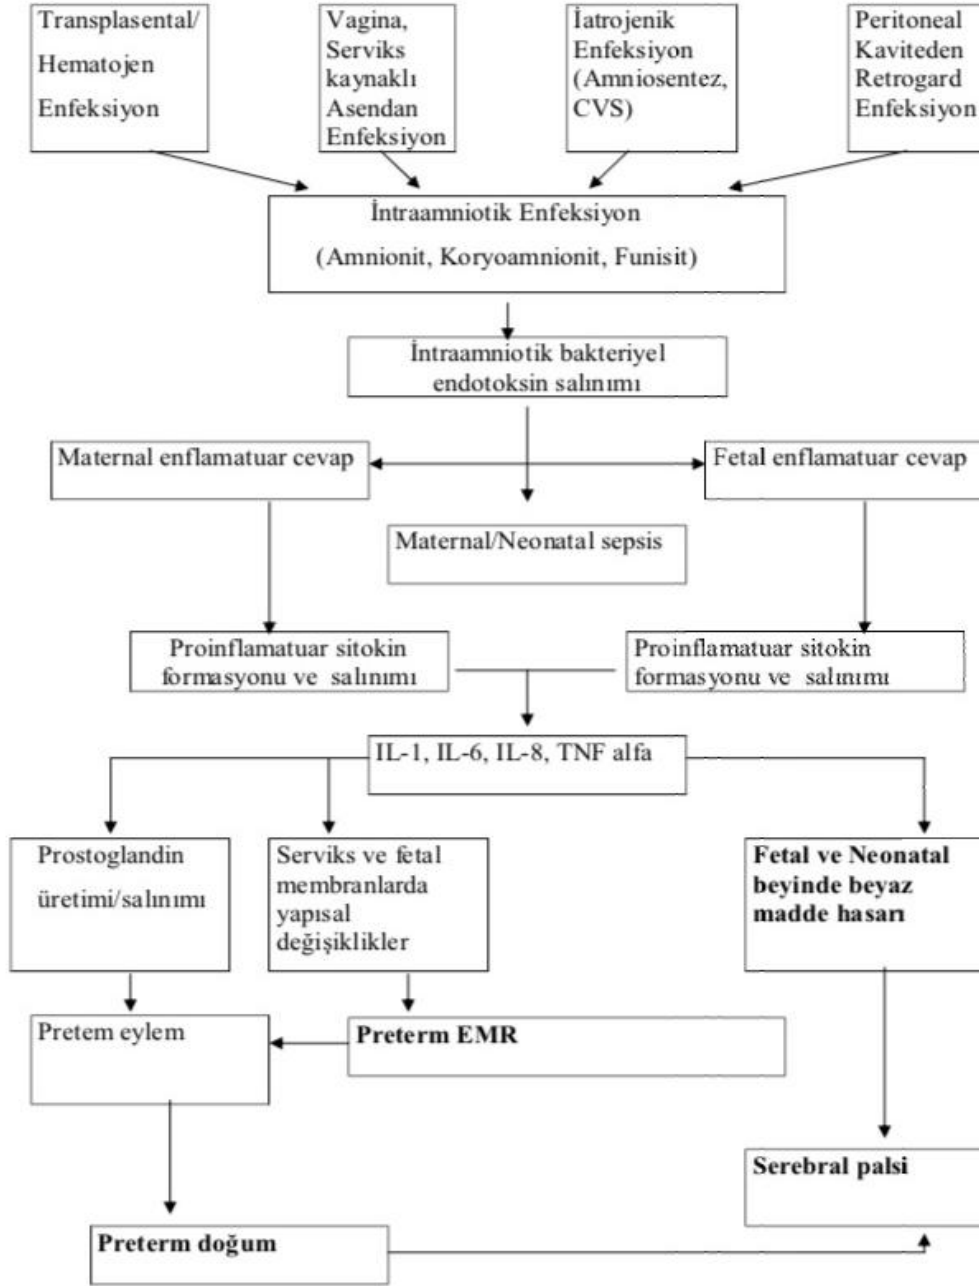 Transplasental/
Hematojen
Enfeksiyon
Vagina,
Serviks
kaynaklı
Asendan
Enfeksiyon
İatrojenik
Enfeksiyon
(Amniosentez,
CVS)
Peritoneal
Kaviteden
Retrogard
Enfeksiyon
İntraamniotik Enfeksiyon
(Amnionit, Koryoamnionit, Funisit)
İntraamniotik bakteriyel
endotoksin salınımı
Maternal enflamatuar cevap
Fetal enflamatuar cevap
Maternal/Neonatal sepsis
Proinflamatuar sitokin
formasyonu ve salınımı
Proinflamatuar sitokin
formasyonu ve salınımı
IL-1, IL-6, IL-8, TNF alfa
Prostoglandin
üretimi/salınımı
Serviks ve fetal
membranlarda
yapısal
değişiklikler
Fetal ve Neonatal
beyinde beyaz
madde hasarı
Pretem eylem
Preterm EMR
Serebral palsi
Preterm doğum